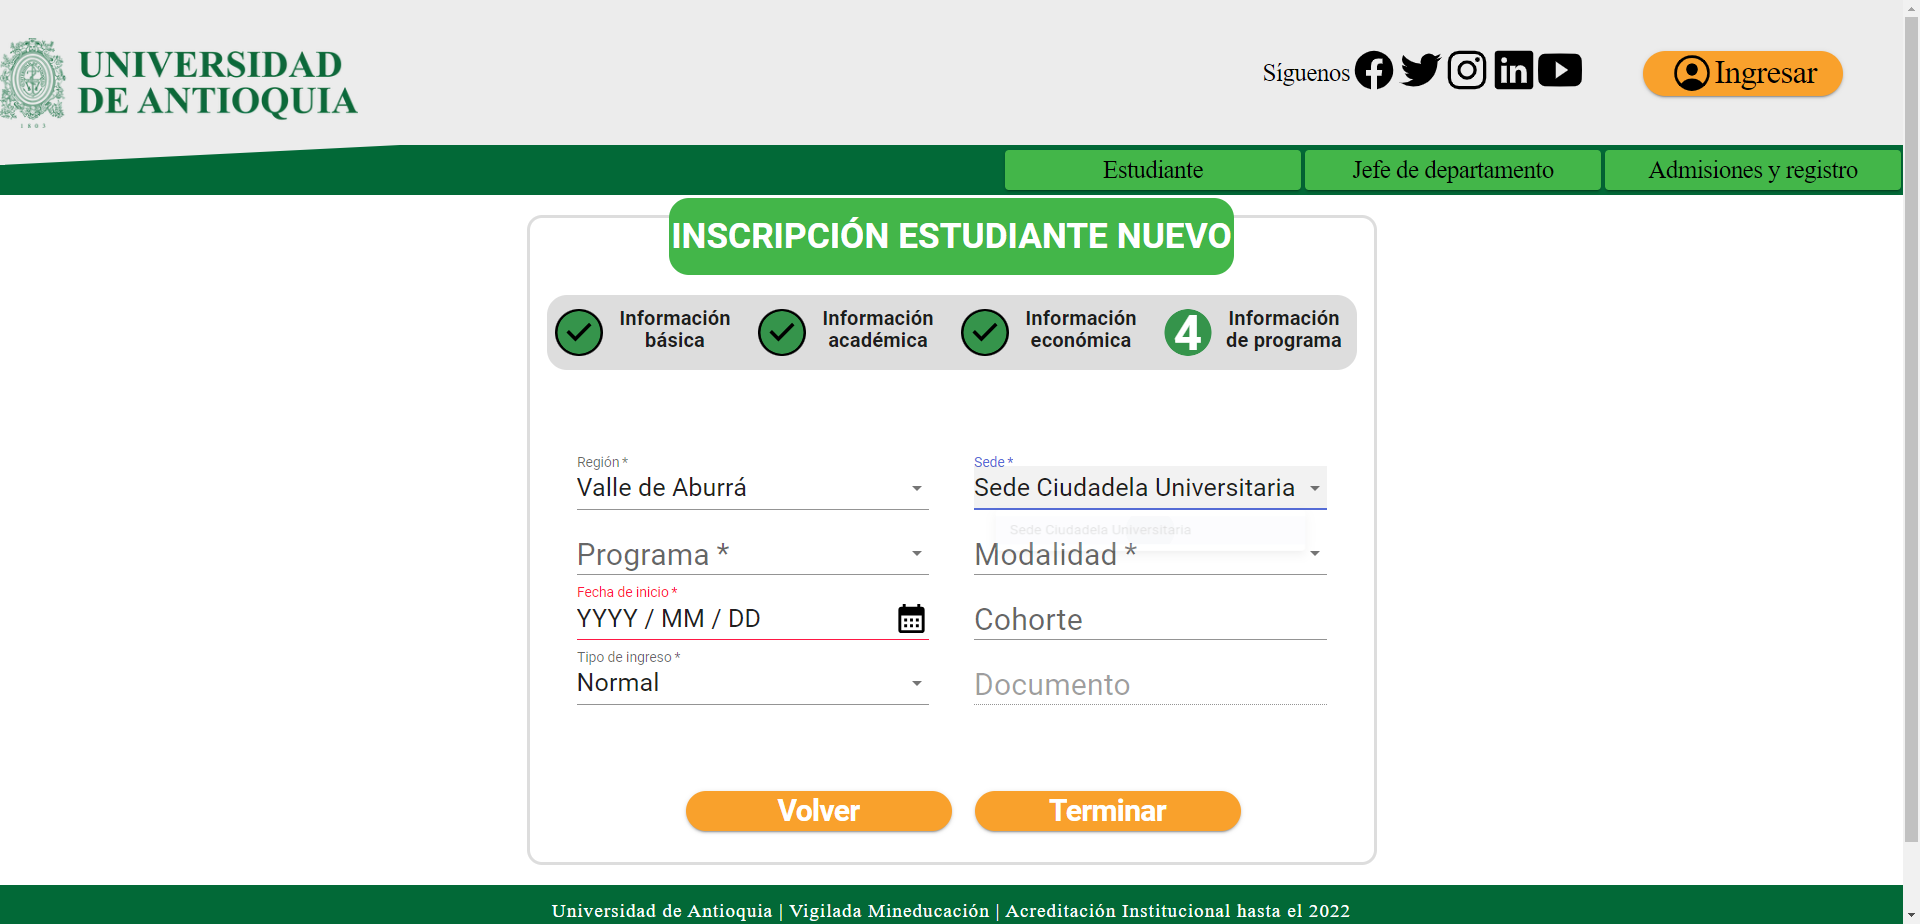 UNIVERSIDAD
DE ANTIOQUIA
1803
Síguenos
Ingresar
Estudiante
Jefe de departamento
Admisiones y registro
INSCRIPCIÓN ESTUDIANTE NUEVO
Información
básica
Información
académica
Información
económica
4
Información
de programa
Región *
Valle de Aburrá
Sede *
Sede Ciudadela Universitaria
Sede Ciudadela Universitaria
Programa *
Modalidad *
Fecha de inicio *
YYYY / MM / DD
Cohorte
Tipo de ingreso *
Normal
Documento
Volver
Terminar
Universidad de Antioquia | Vigilada Mineducación | Acreditación Institucional hasta el 2022